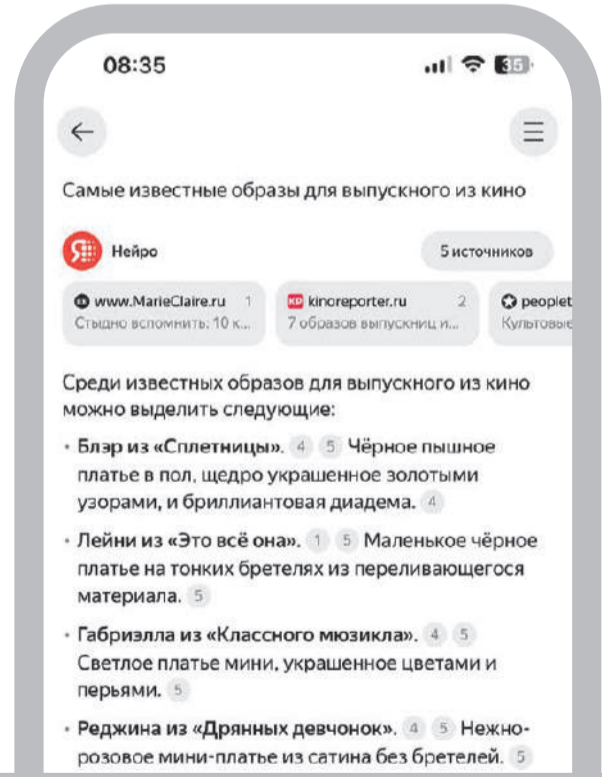 08:35
35
Самые известные образы для выпускного из кино
Нейро
5 источников
www.MarieClaire.ru 1
Стыдно вспомнить: 10 к...
kinoreporter.ru 2
7 образов выпускниц и...
peoplet
Культовые
Среди известных образов для выпускного из кино
можно выделить следующие:
• Блэр из «Сплетницы». 4 5 Чёрное пышное
платье в пол, щедро украшенное золотыми
узорами, и бриллиантовая диадема. 4
• Лейни из «Это всё она». 1 5 Маленькое чёрное
платье на тонких бретелях из переливающегося
материала. 5
• Габриэлла из «Классного мюзикла». 4 5
Светлое платье мини, украшенное цветами и
перьями. 5
• Реджина из «Дрянных девчонок». 4 5 Нежно-
розовое мини-платье из сатина без бретелей. 5